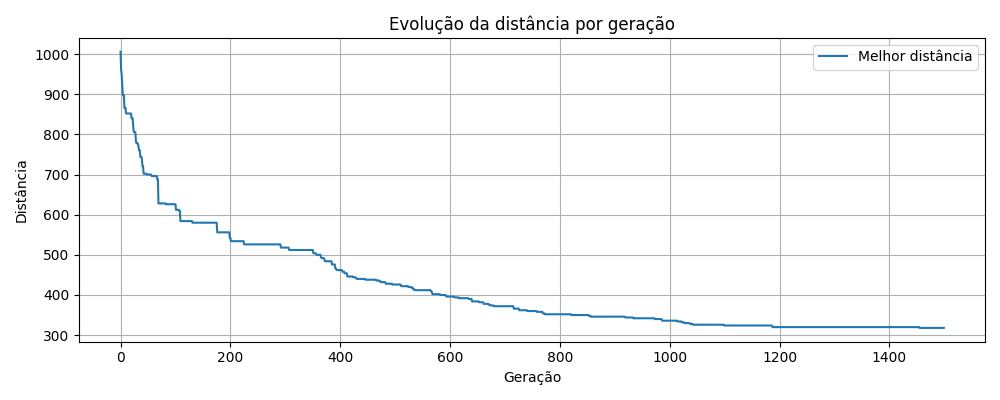 Evolução da distância por geração
Melhor distância
Distância
1000
900
800
700
600
500
400
300
0 200 400 600 800 1000 1200 1400
Geração